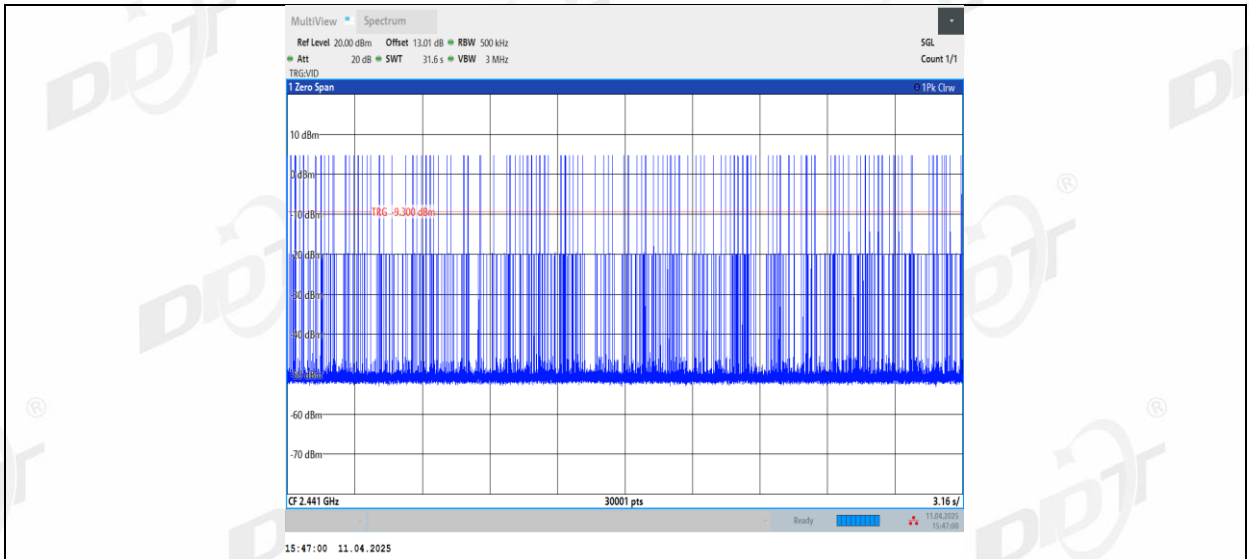 MultiView Spectrum
Ref Level 20.00 dBm Offset 13.01 dB RBW 500 kHz SGL
Att 20 dB SWT 31.6 s VBW 3 MHz Count 1/1
TRG:VID
1 Zero Span 1Pk Clrw
10 dBm
0 dBm
TRG -9.300 dBm
-10 dBm
-20 dBm
-30 dBm
-40 dBm
-50 dBm
-60 dBm
-70 dBm
CF 2.441 GHz 30001 pts 3.16 s/
Ready 11.04.2025
15:47:00
15:47:00 11.04.2025
DDT
®